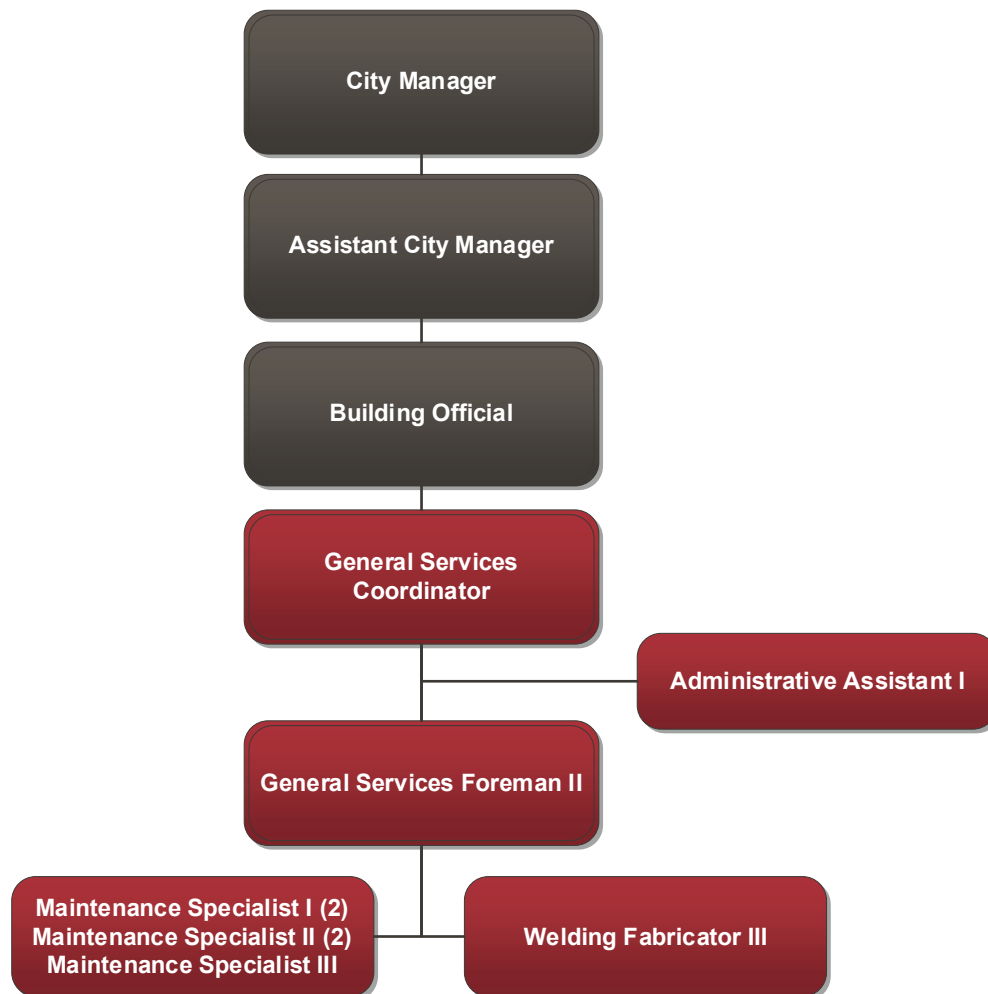 City Manager
Assistant City Manager
Building Official
General Services
Coordinator
Administrative Assistant I
General Services Foreman II
Maintenance Specialist I (2)
Maintenance Specialist II (2)
Maintenance Specialist III
Welding Fabricator III